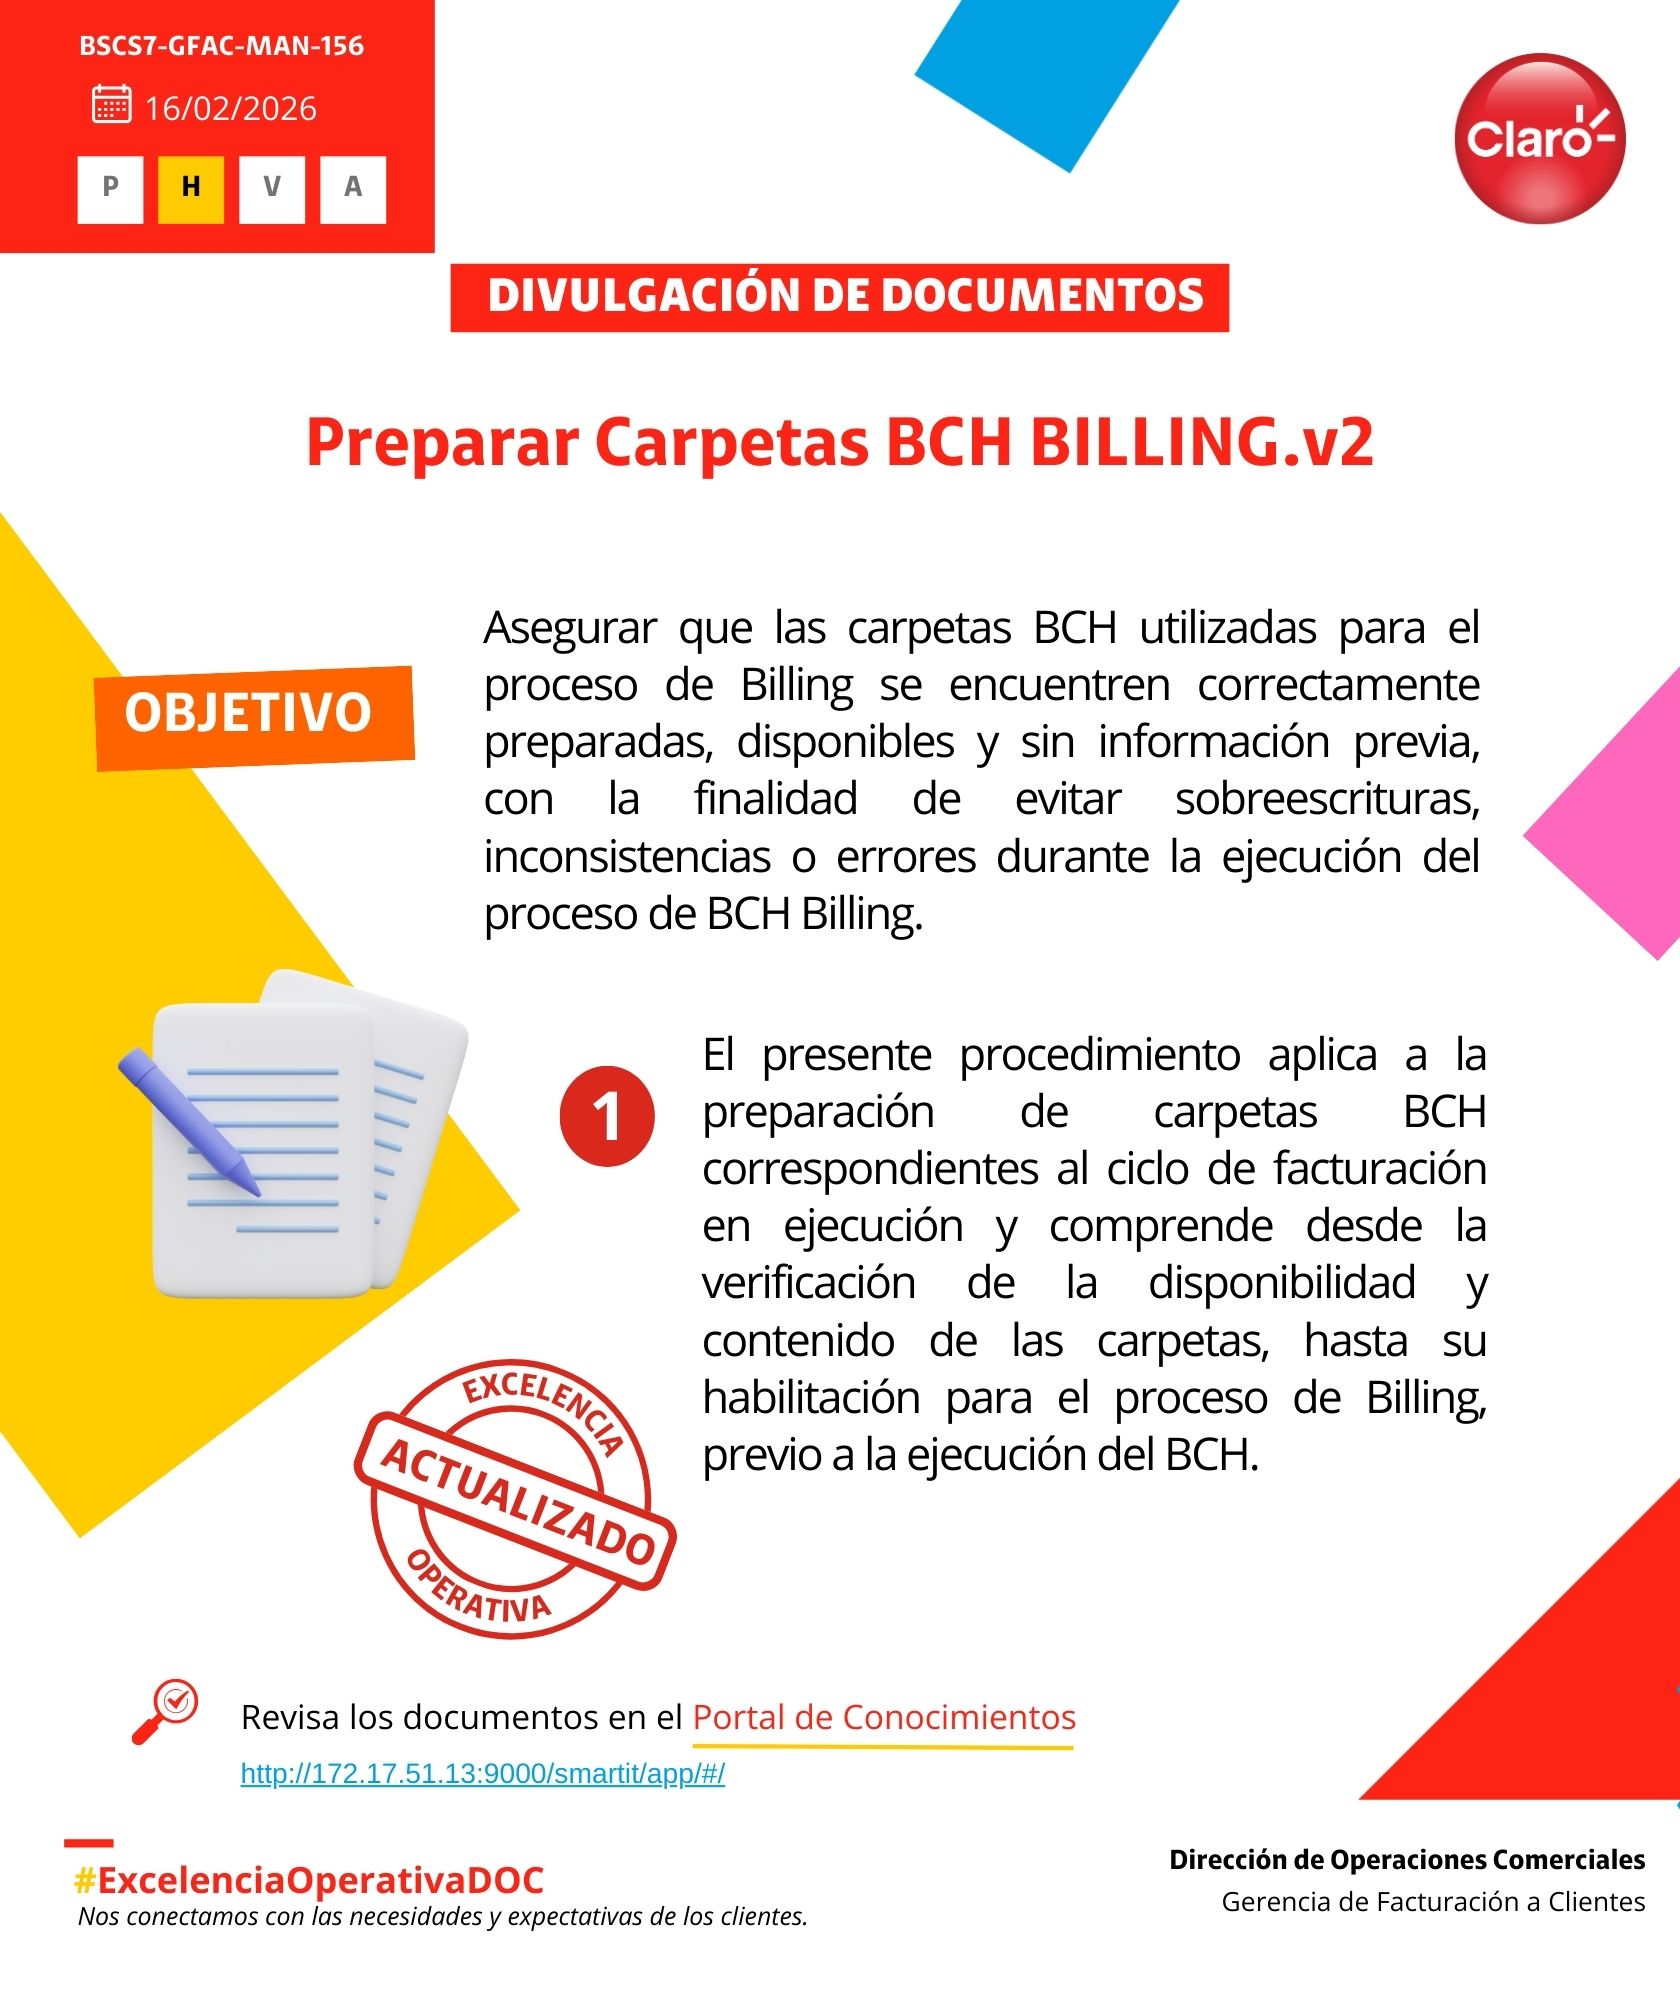 BSCS7-GFAC-MAN-156
16/02/2026
P H V A
Claro
DIVULGACIÓN DE DOCUMENTOS
Preparar Carpetas BCH BILLING.v2
OBJETIVO
Asegurar que las carpetas BCH utilizadas para el
proceso de Billing se encuentren correctamente
preparadas, disponibles y sin información previa,
con la finalidad de evitar sobreescrituras,
inconsistencias o errores durante la ejecución del
proceso de BCH Billing.
1
El presente procedimiento aplica a la
preparación de carpetas BCH
correspondientes al ciclo de facturación
en ejecución y comprende desde la
verificación de la disponibilidad y
contenido de las carpetas, hasta su
habilitación para el proceso de Billing,
previo a la ejecución del BCH.
EXCELENCIA
ACTUALIZADO
OPERATIVA
Revisa los documentos en el Portal de Conocimientos
http://172.17.51.13:9000/smartit/app/#/
#ExcelenciaOperativaDOC
Nos conectamos con las necesidades y expectativas de los clientes.
Dirección de Operaciones Comerciales
Gerencia de Facturación a Clientes